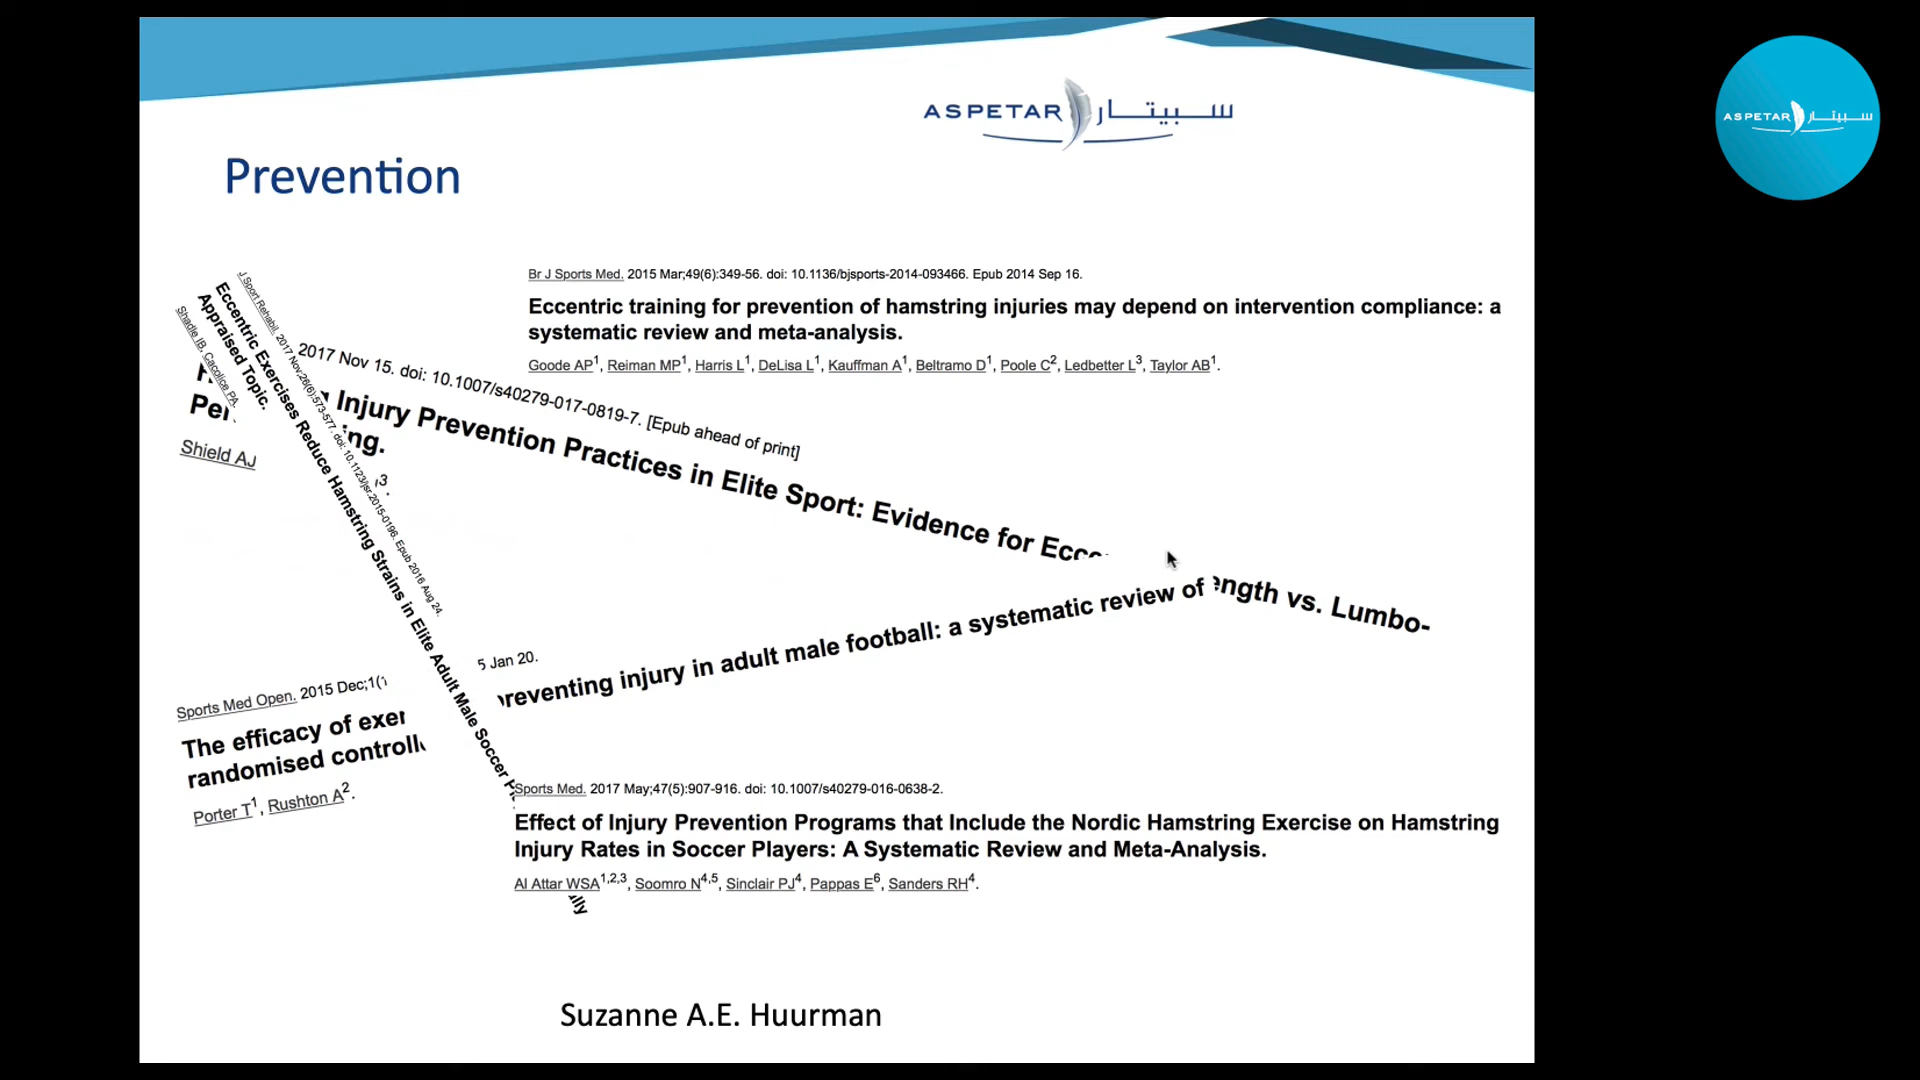 ASPETAR سبيتار
ASPETAR سبيتار
Prevention
Br J Sports Med. 2015 Mar;49(6):349-56. doi: 10.1136/bjsports-2014-093466. Epub 2014 Sep 16.
Eccentric training for prevention of hamstring injuries may depend on intervention compliance: a
systematic review and meta-analysis.
Goode AP1, Reiman MP1, Harris L1, DeLisa L1, Kauffman A1, Beltramo D1, Poole C2, Ledbetter L3, Taylor AB1.
J Sport Rehabil. 2017 Nov;26(6):573-577. doi: 10.1123/jsr.2015-0196. Epub 2016 Aug 24.
Eccentric Exercises Reduce Hamstring Strains in Elite Adult Male Soccer
Appraised Topic.
Shadle IB, Cacolice PA.
2017 Nov 15. doi: 10.1007/s40279-017-0819-7. [Epub ahead of print]
Injury Prevention Practices in Elite Sport: Evidence for vs. Lumbo-
Shield AJ
Sports Med Open. 2015 Dec;1(1 5 Jan 20.
The efficacy of preventing injury in adult male football: a systematic review of
randomised
Porter T1, Rushton A2.
Sports Med. 2017 May;47(5):907-916. doi: 10.1007/s40279-016-0638-2.
Effect of Injury Prevention Programs that Include the Nordic Hamstring Exercise on Hamstring
Injury Rates in Soccer Players: A Systematic Review and Meta-Analysis.
Al Attar WSA1,2,3, Soomro N4,5, Sinclair PJ4, Pappas E6, Sanders RH4.
Suzanne A.E. Huurman